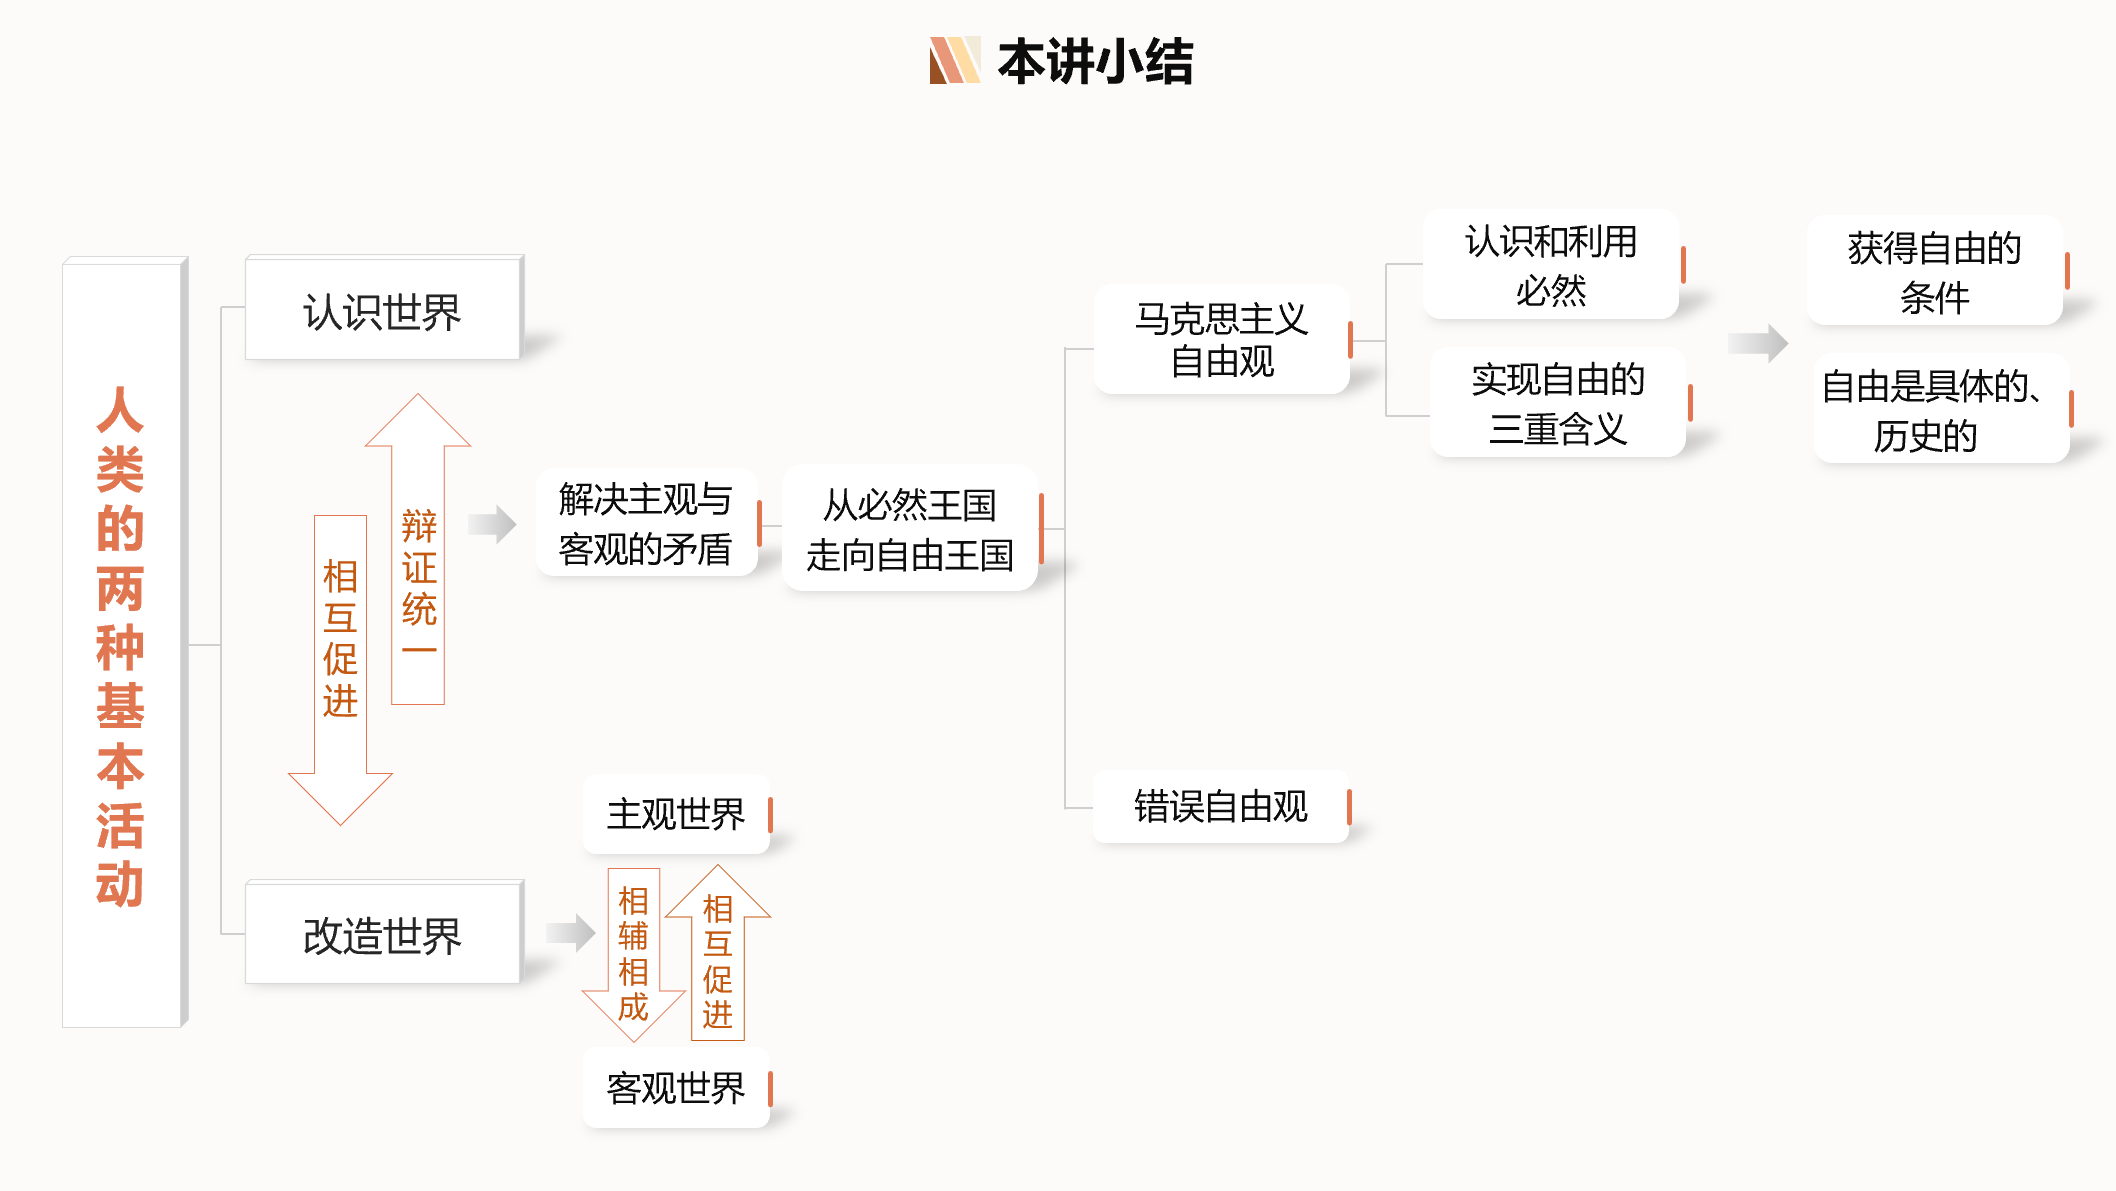 本讲小结
人类的两种基本活动
认识世界
相互促进
辩证统一
改造世界
解决主观与
客观的矛盾
从必然王国
走向自由王国
马克思主义
自由观
认识和利用
必然
实现自由的
三重含义
获得自由的
条件
自由是具体的、
历史的
错误自由观
主观世界
相辅相成
相互促进
客观世界